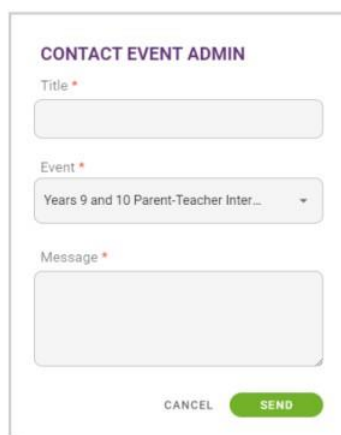 CONTACT EVENT ADMIN
Title *
Event *
Years 9 and 10 Parent-Teacher Inter...
Message *
CANCEL SEND